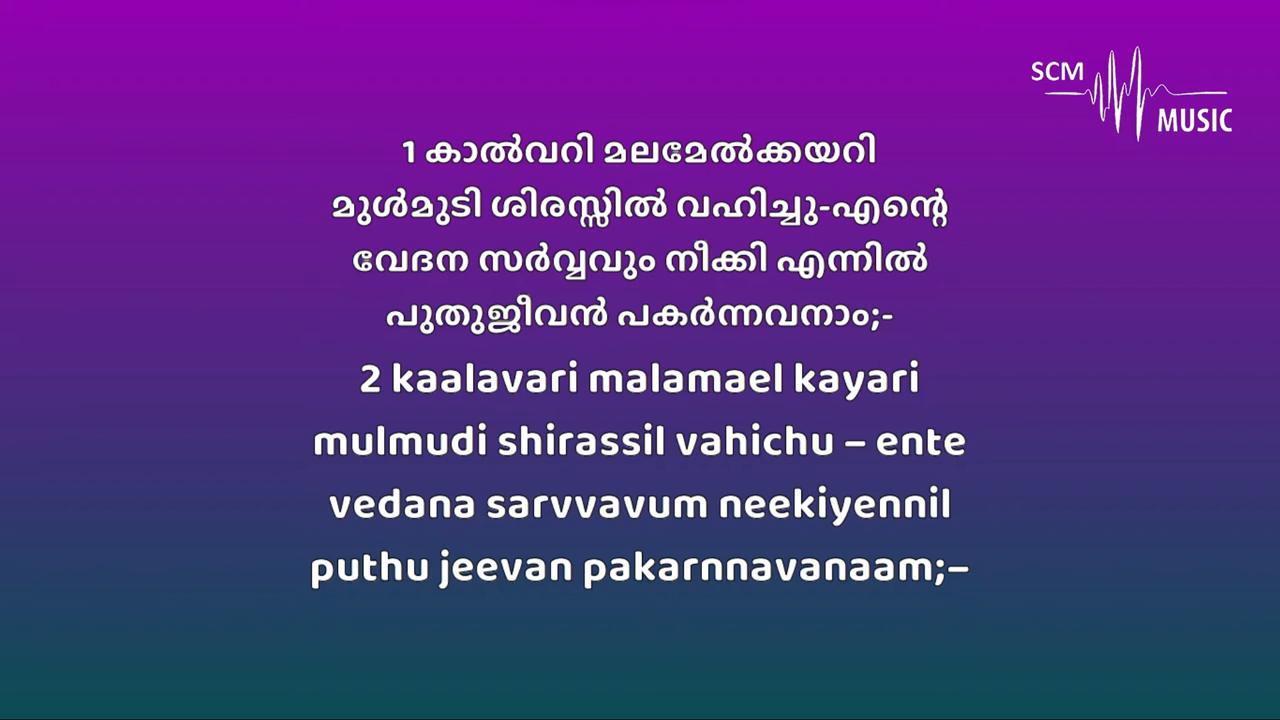 SCM
MUSIC
1 കാൽവറി മലമേൽക്കയറി
മുൾമുടി ശിരസ്സിൽ വഹിച്ചു-എന്റെ
വേദന സർവ്വവും നീക്കി എന്നിൽ
പുതുജീവൻ പകർന്നവനാം;-
2 kaalavari malamael kayari
mulmudi shirassil vahichu – ente
vedana sarvvavum neekiyennil
puthu jeevan pakarnnavanaam;–